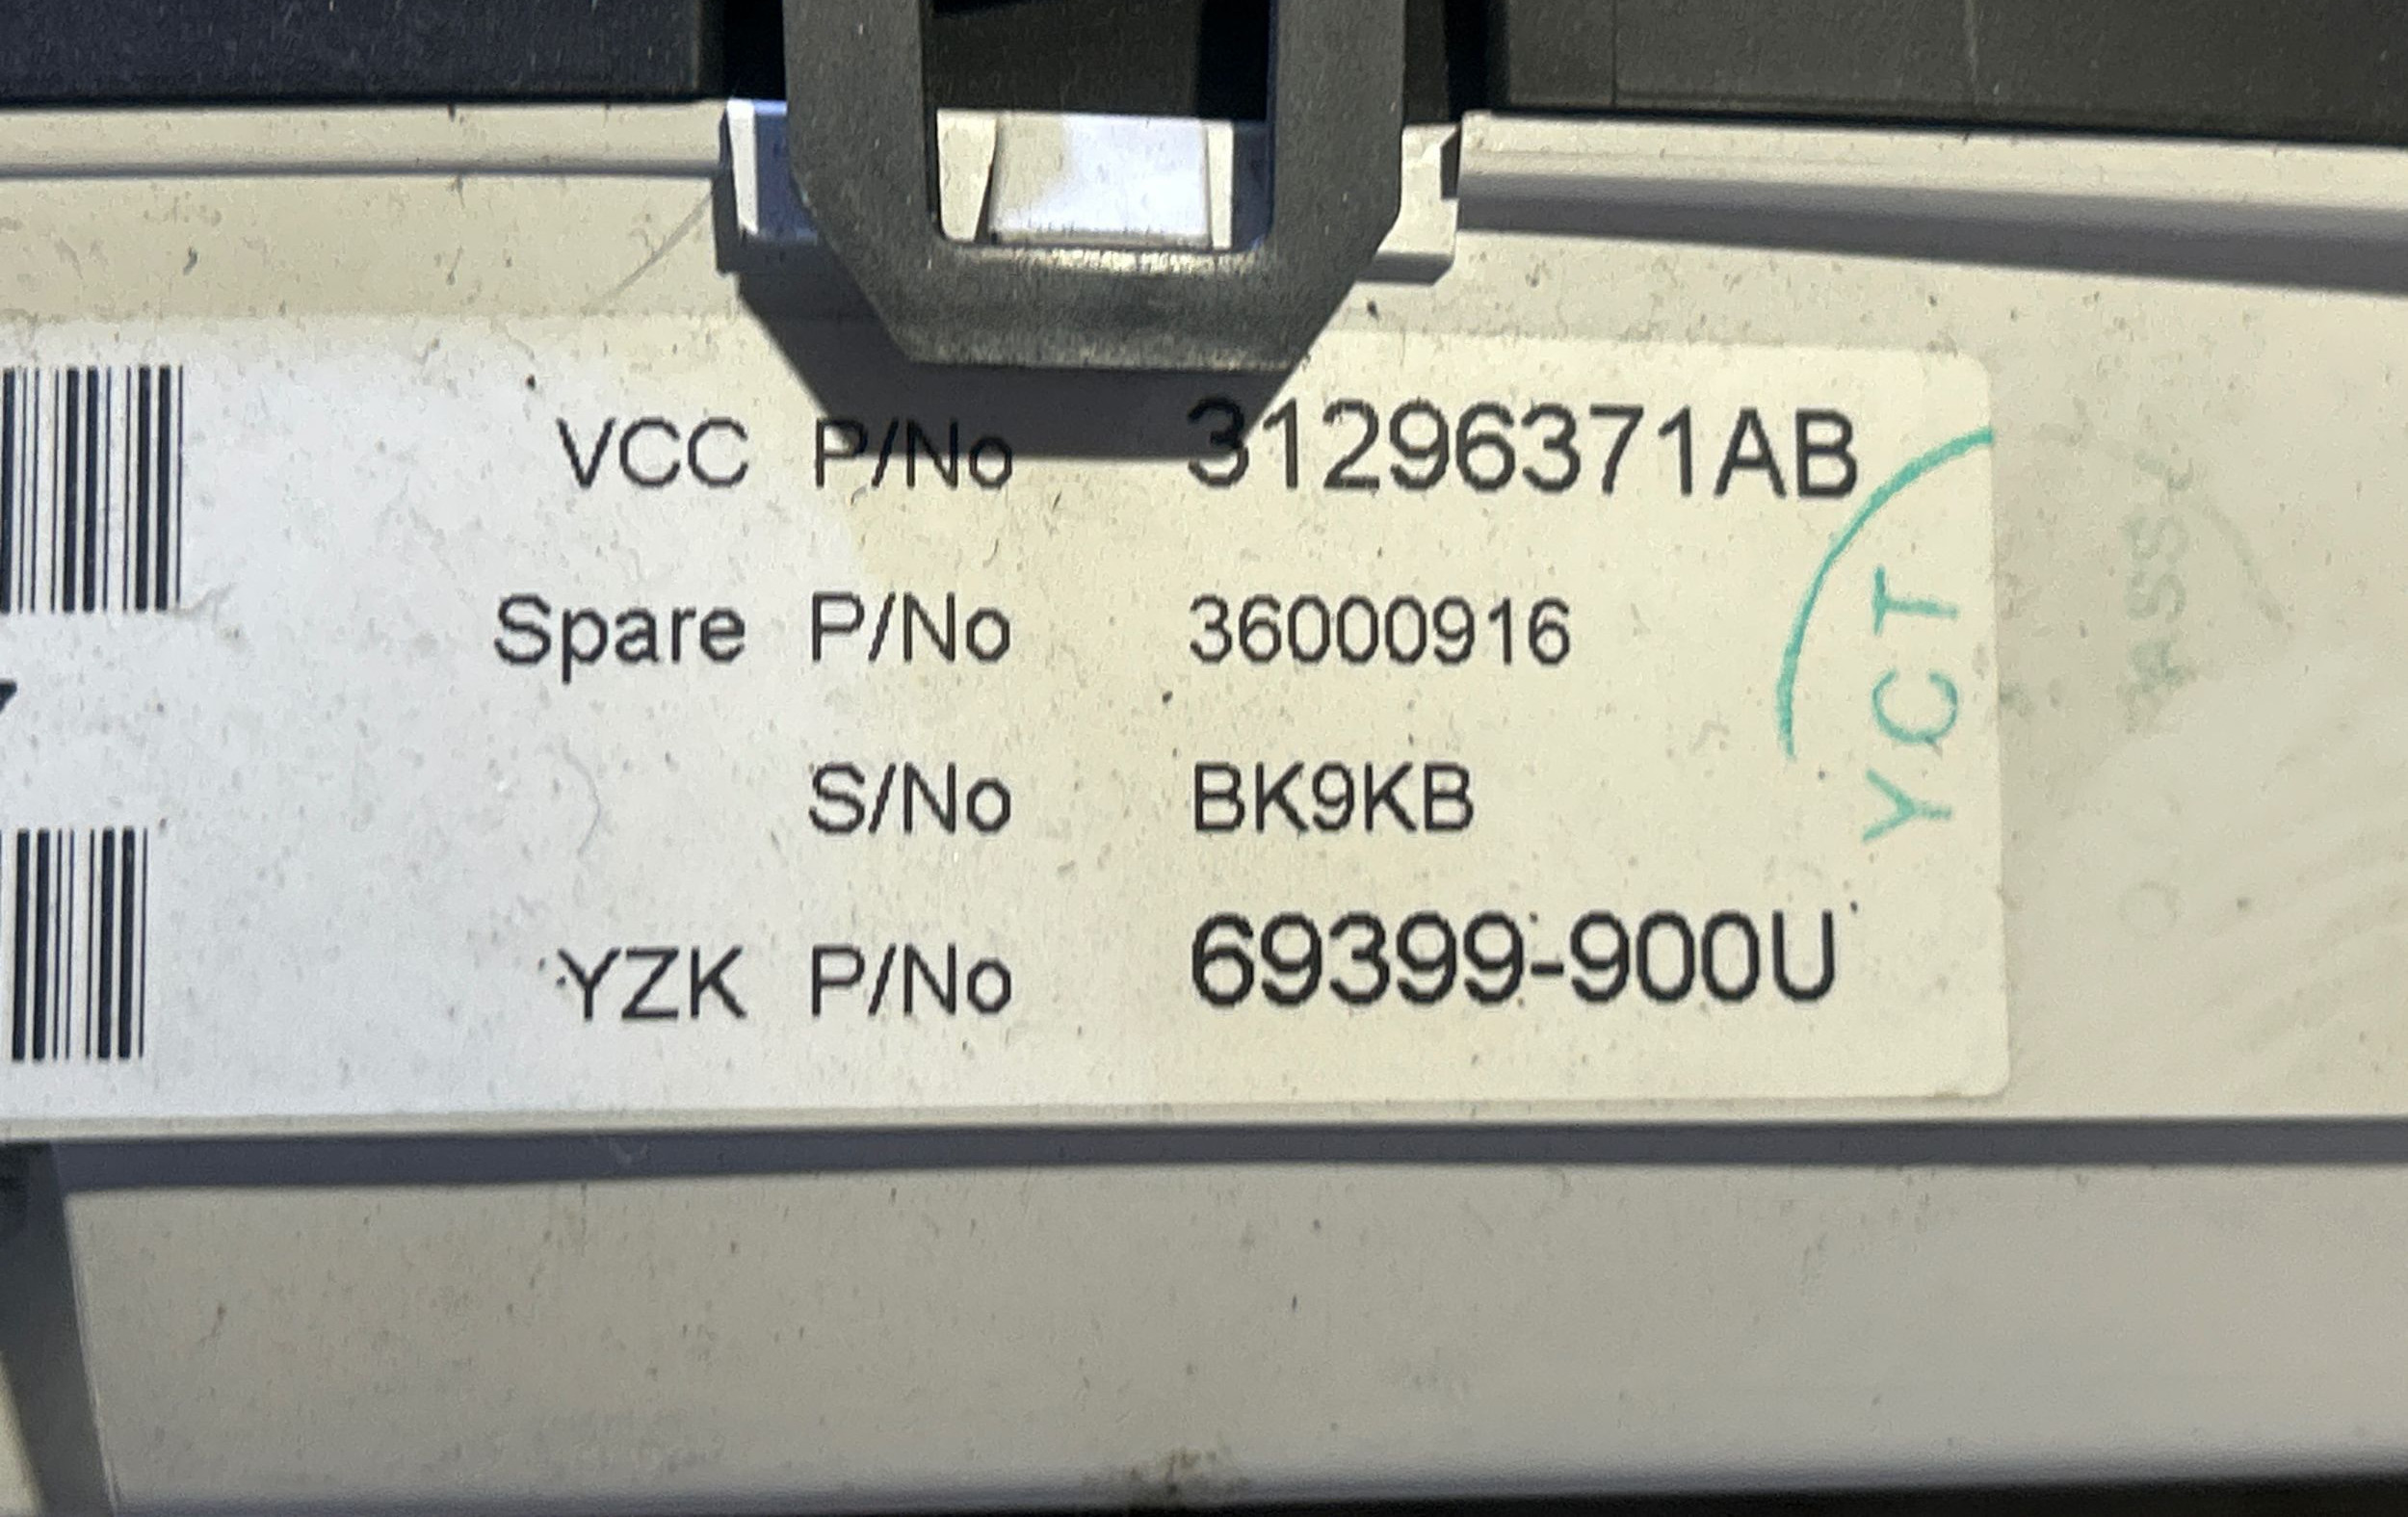 VCC P/No 31296371AB
Spare P/No 36000916
S/No BK9KB
YZK P/No 69399-900U
YCT